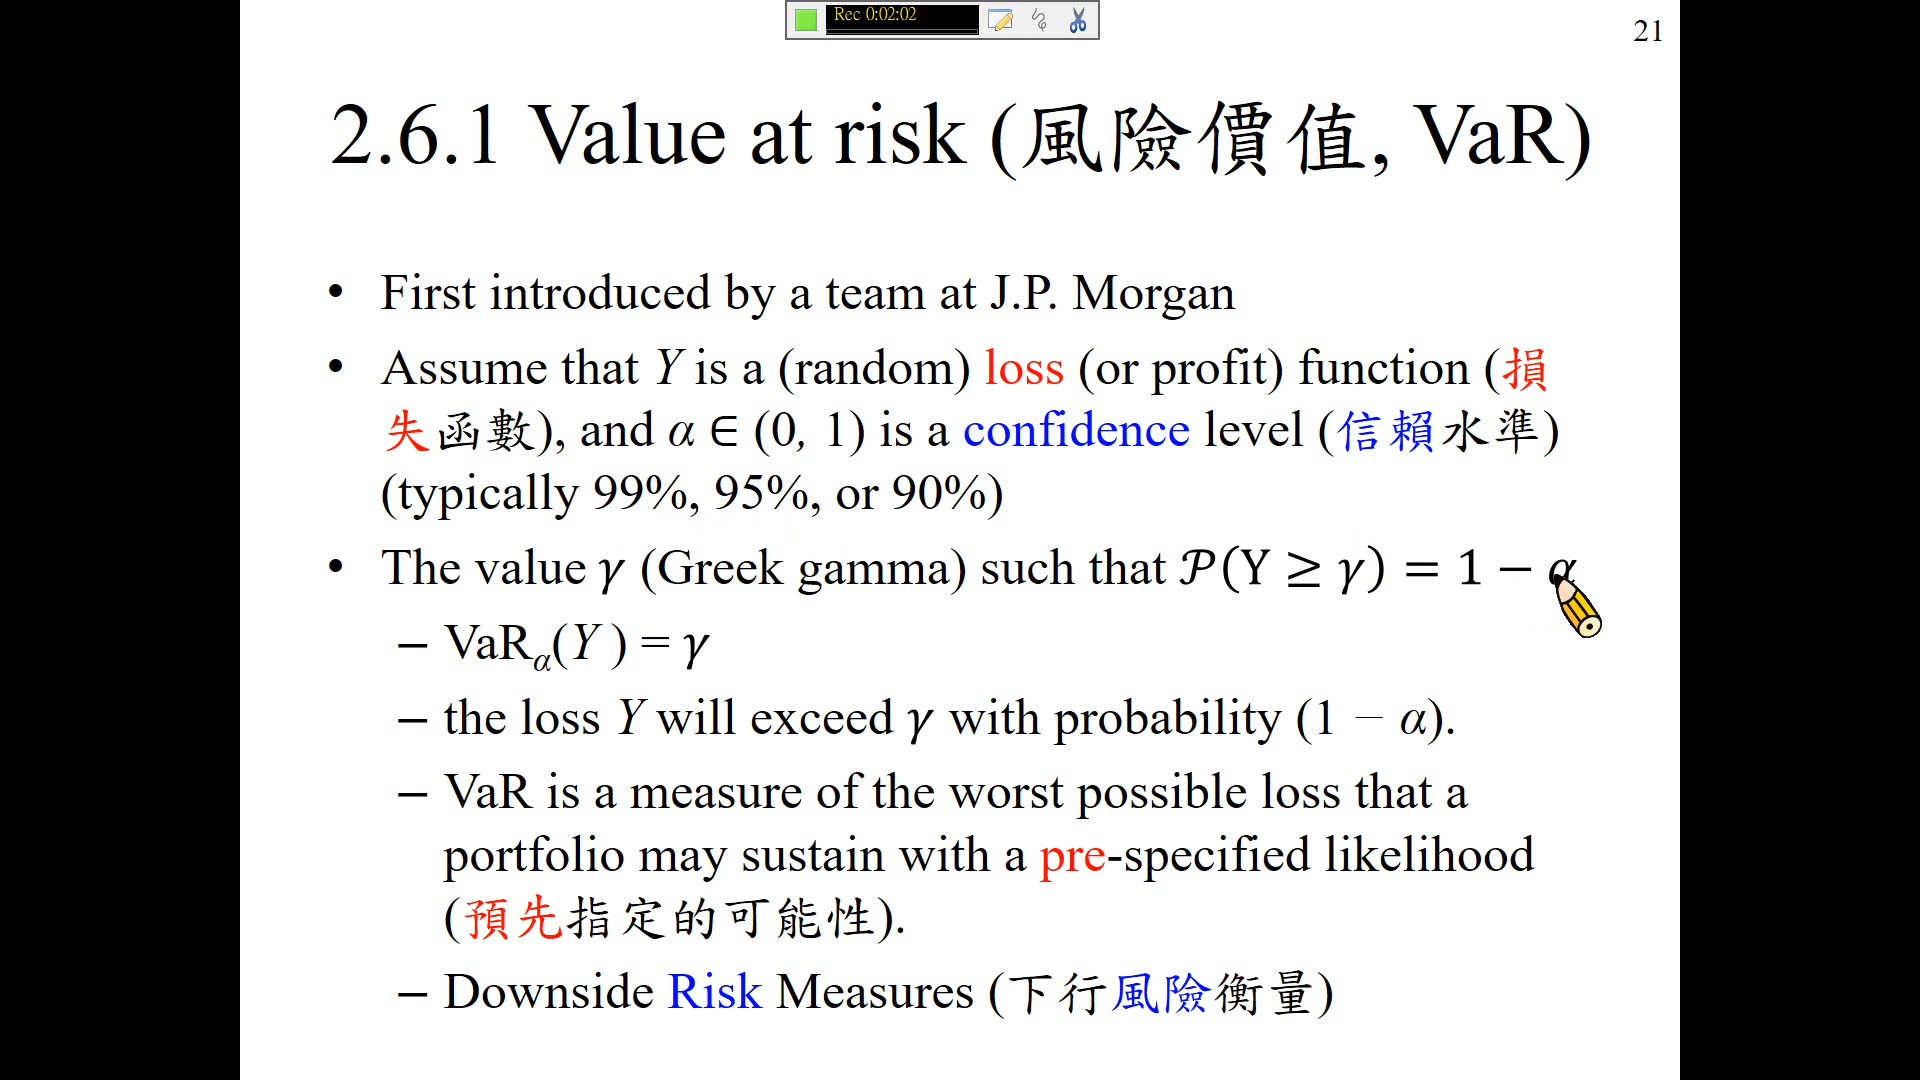 Rec 0:02:02
21
2.6.1 Value at risk (風險價值, VaR)
• First introduced by a team at J.P. Morgan
• Assume that Y is a (random) loss (or profit) function (損
失函數), and α ∈ (0, 1) is a confidence level (信賴水準)
(typically 99%, 95%, or 90%)
• The value γ (Greek gamma) such that 𝒫(Y ≥ γ) = 1 − α
– VaRα(Y ) = γ
– the loss Y will exceed γ with probability (1 − α).
– VaR is a measure of the worst possible loss that a
portfolio may sustain with a pre-specified likelihood
(預先指定的可能性).
– Downside Risk Measures (下行風險衡量)